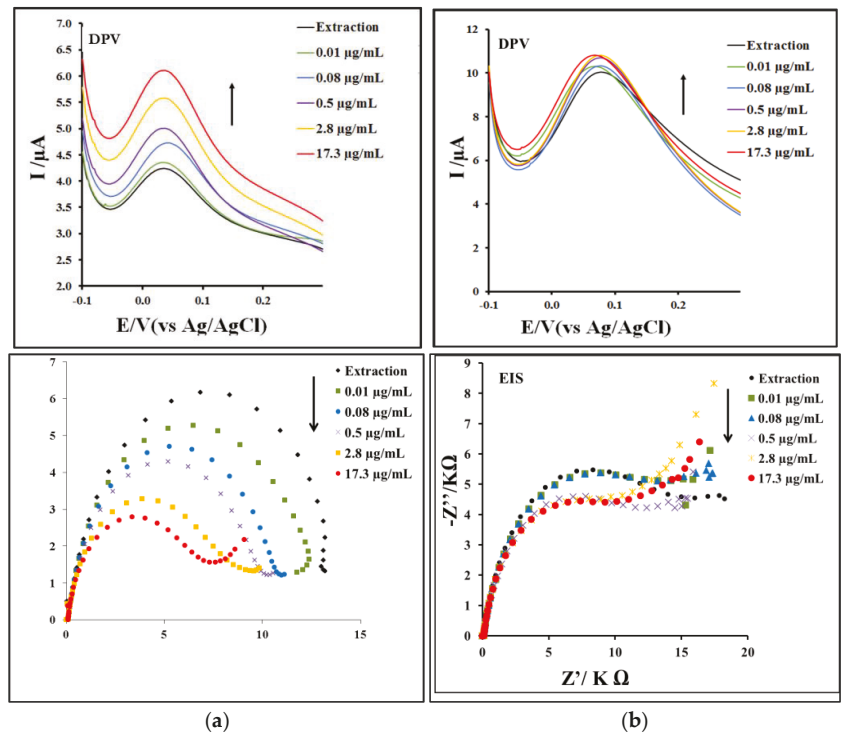 DPV
Extraction
0.01 µg/mL
0.08 µg/mL
0.5 µg/mL
2.8 µg/mL
17.3 µg/mL
7.0
6.5
6.0
5.5
5.0
4.5
4.0
3.5
3.0
2.5
2.0
I /µA
-0.1
0.0
0.1
0.2
E/V(vs Ag/AgCl)
DPV
Extraction
0.01 µg/mL
0.08 µg/mL
0.5 µg/mL
2.8 µg/mL
17.3 µg/mL
12
10
8
6
4
2
0
I /µA
-0.1
0.0
0.1
0.2
E/V(vs Ag/AgCl)
Extraction
0.01 µg/mL
0.08 µg/mL
0.5 µg/mL
2.8 µg/mL
17.3 µg/mL
7
6
5
4
3
2
1
0
0
5
10
15
EIS
Extraction
0.01 µg/mL
0.08 µg/mL
0.5 µg/mL
2.8 µg/mL
17.3 µg/mL
9
8
7
6
5
4
3
2
1
0
-Z''/KΩ
0
5
10
15
20
Z'/ K Ω
(a)
(b)